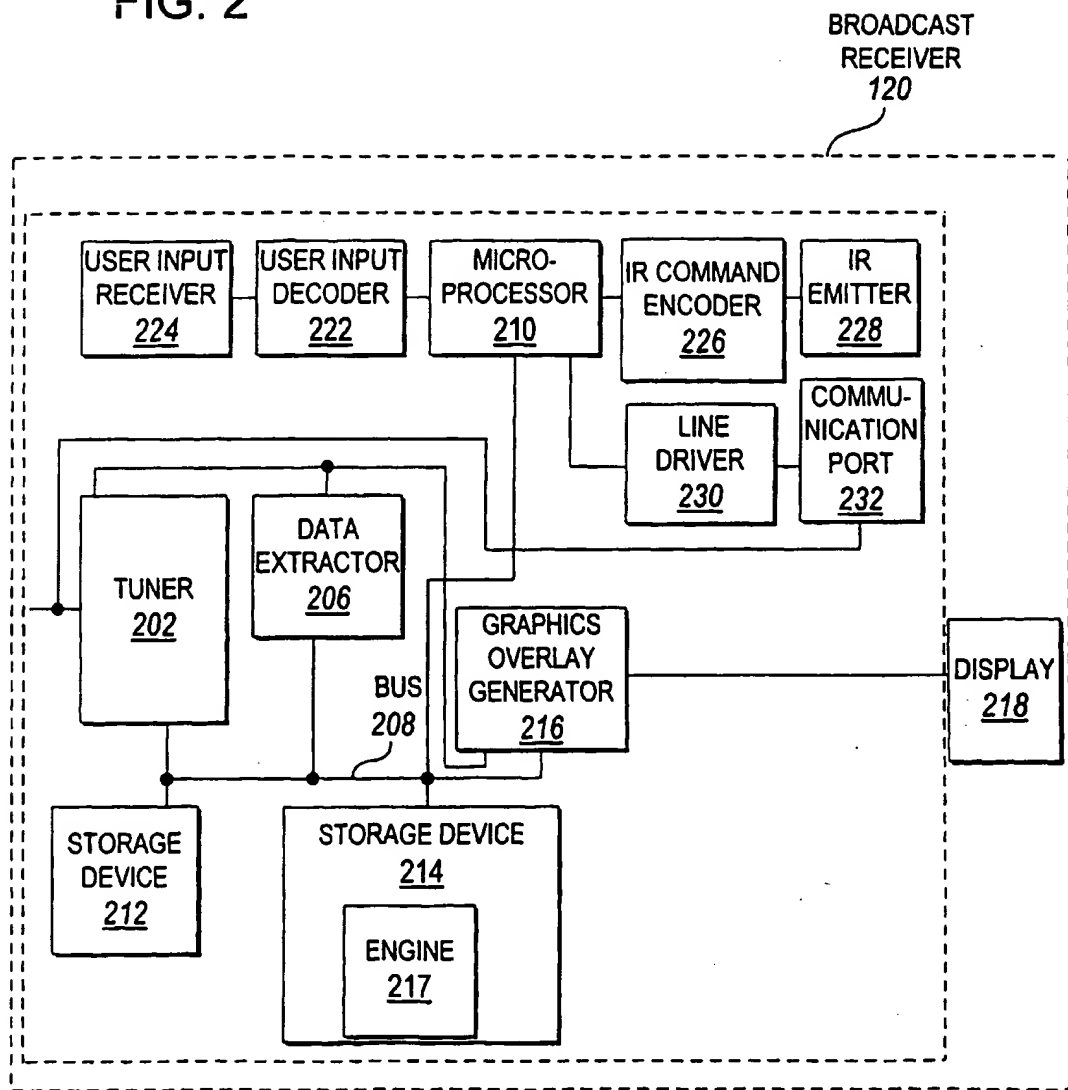 FIG. 2
BROADCAST
RECEIVER
120
USER INPUT
RECEIVER
224
USER INPUT
DECODER
222
MICRO-
PROCESSOR
210
IR COMMAND
ENCODER
226
IR
EMITTER
228
LINE
DRIVER
230
COMMU-
NICATION
PORT
232
TUNER
202
DATA
EXTRACTOR
206
GRAPHICS
OVERLAY
GENERATOR
216
BUS
208
DISPLAY
218
STORAGE
DEVICE
212
STORAGE DEVICE
214
ENGINE
217